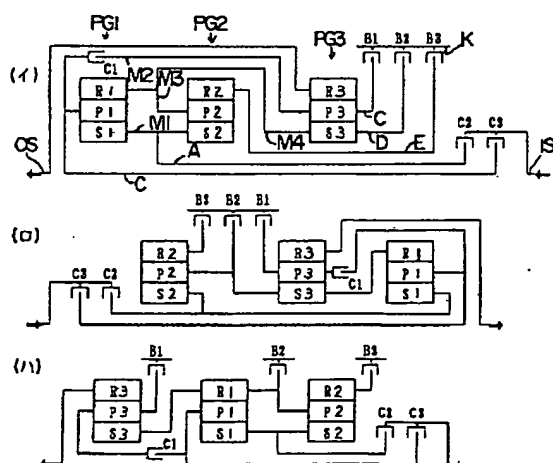 PG1 PG2 PG3 B1 B2 B3 K
(イ) C1 M2 M3
R1 R2 R3
P1 P2 P3 C
S1 M1 S2 S3 D C2 C3
OS A M4 E IS
C
(ロ) B3 B2 B1
R2 R3 R1
C3 C2 P2 P3 P1
S2 S3 C1 S1
(ハ) B1 B2 B3
R3 R1 R2
P3 P1 P2 C2 C3
S3 C1 S1 S2